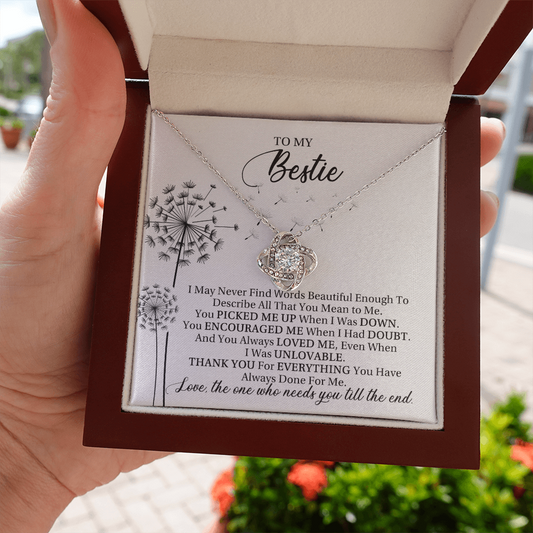 TO MY
Bestie
I May Never Find Words Beautiful Enough To
Describe All That You Mean to Me.
You PICKED ME UP When I Was DOWN.
You ENCOURAGED ME When I Had DOUBT.
And You Always LOVED ME, Even When
I Was UNLOVABLE.
THANK YOU For EVERYTHING You Have
Always Done For Me.
Love, the one who needs you till the end.